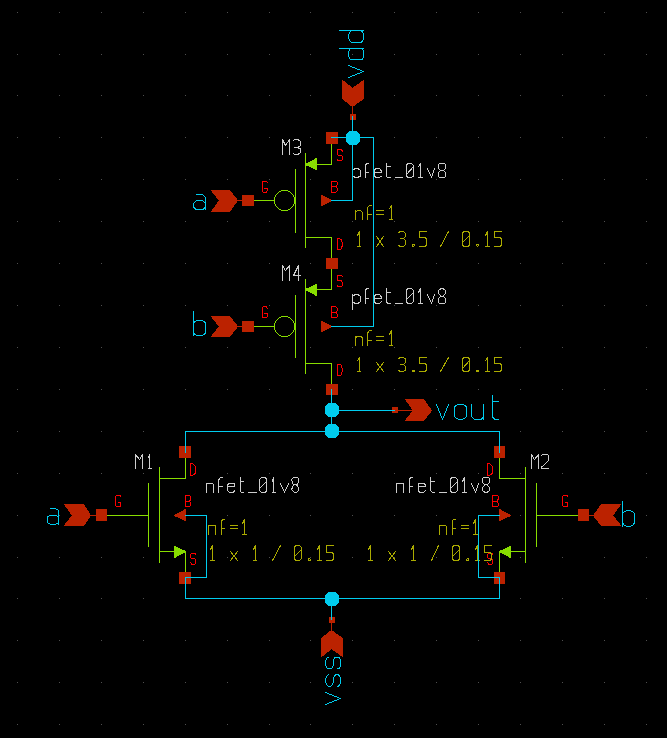 vdd
M3
S
pfet_01v8
G
B
a
nf=1
1 x 3.5 / 0.15
D
M4
S
pfet_01v8
G
B
b
nf=1
1 x 3.5 / 0.15
D
vout
M1
D
nfet_01v8
G
B
a
nf=1
1 x 1 / 0.15
S
M2
D
nfet_01v8
B
G
b
nf=1
1 x 1 / 0.15
S
vss